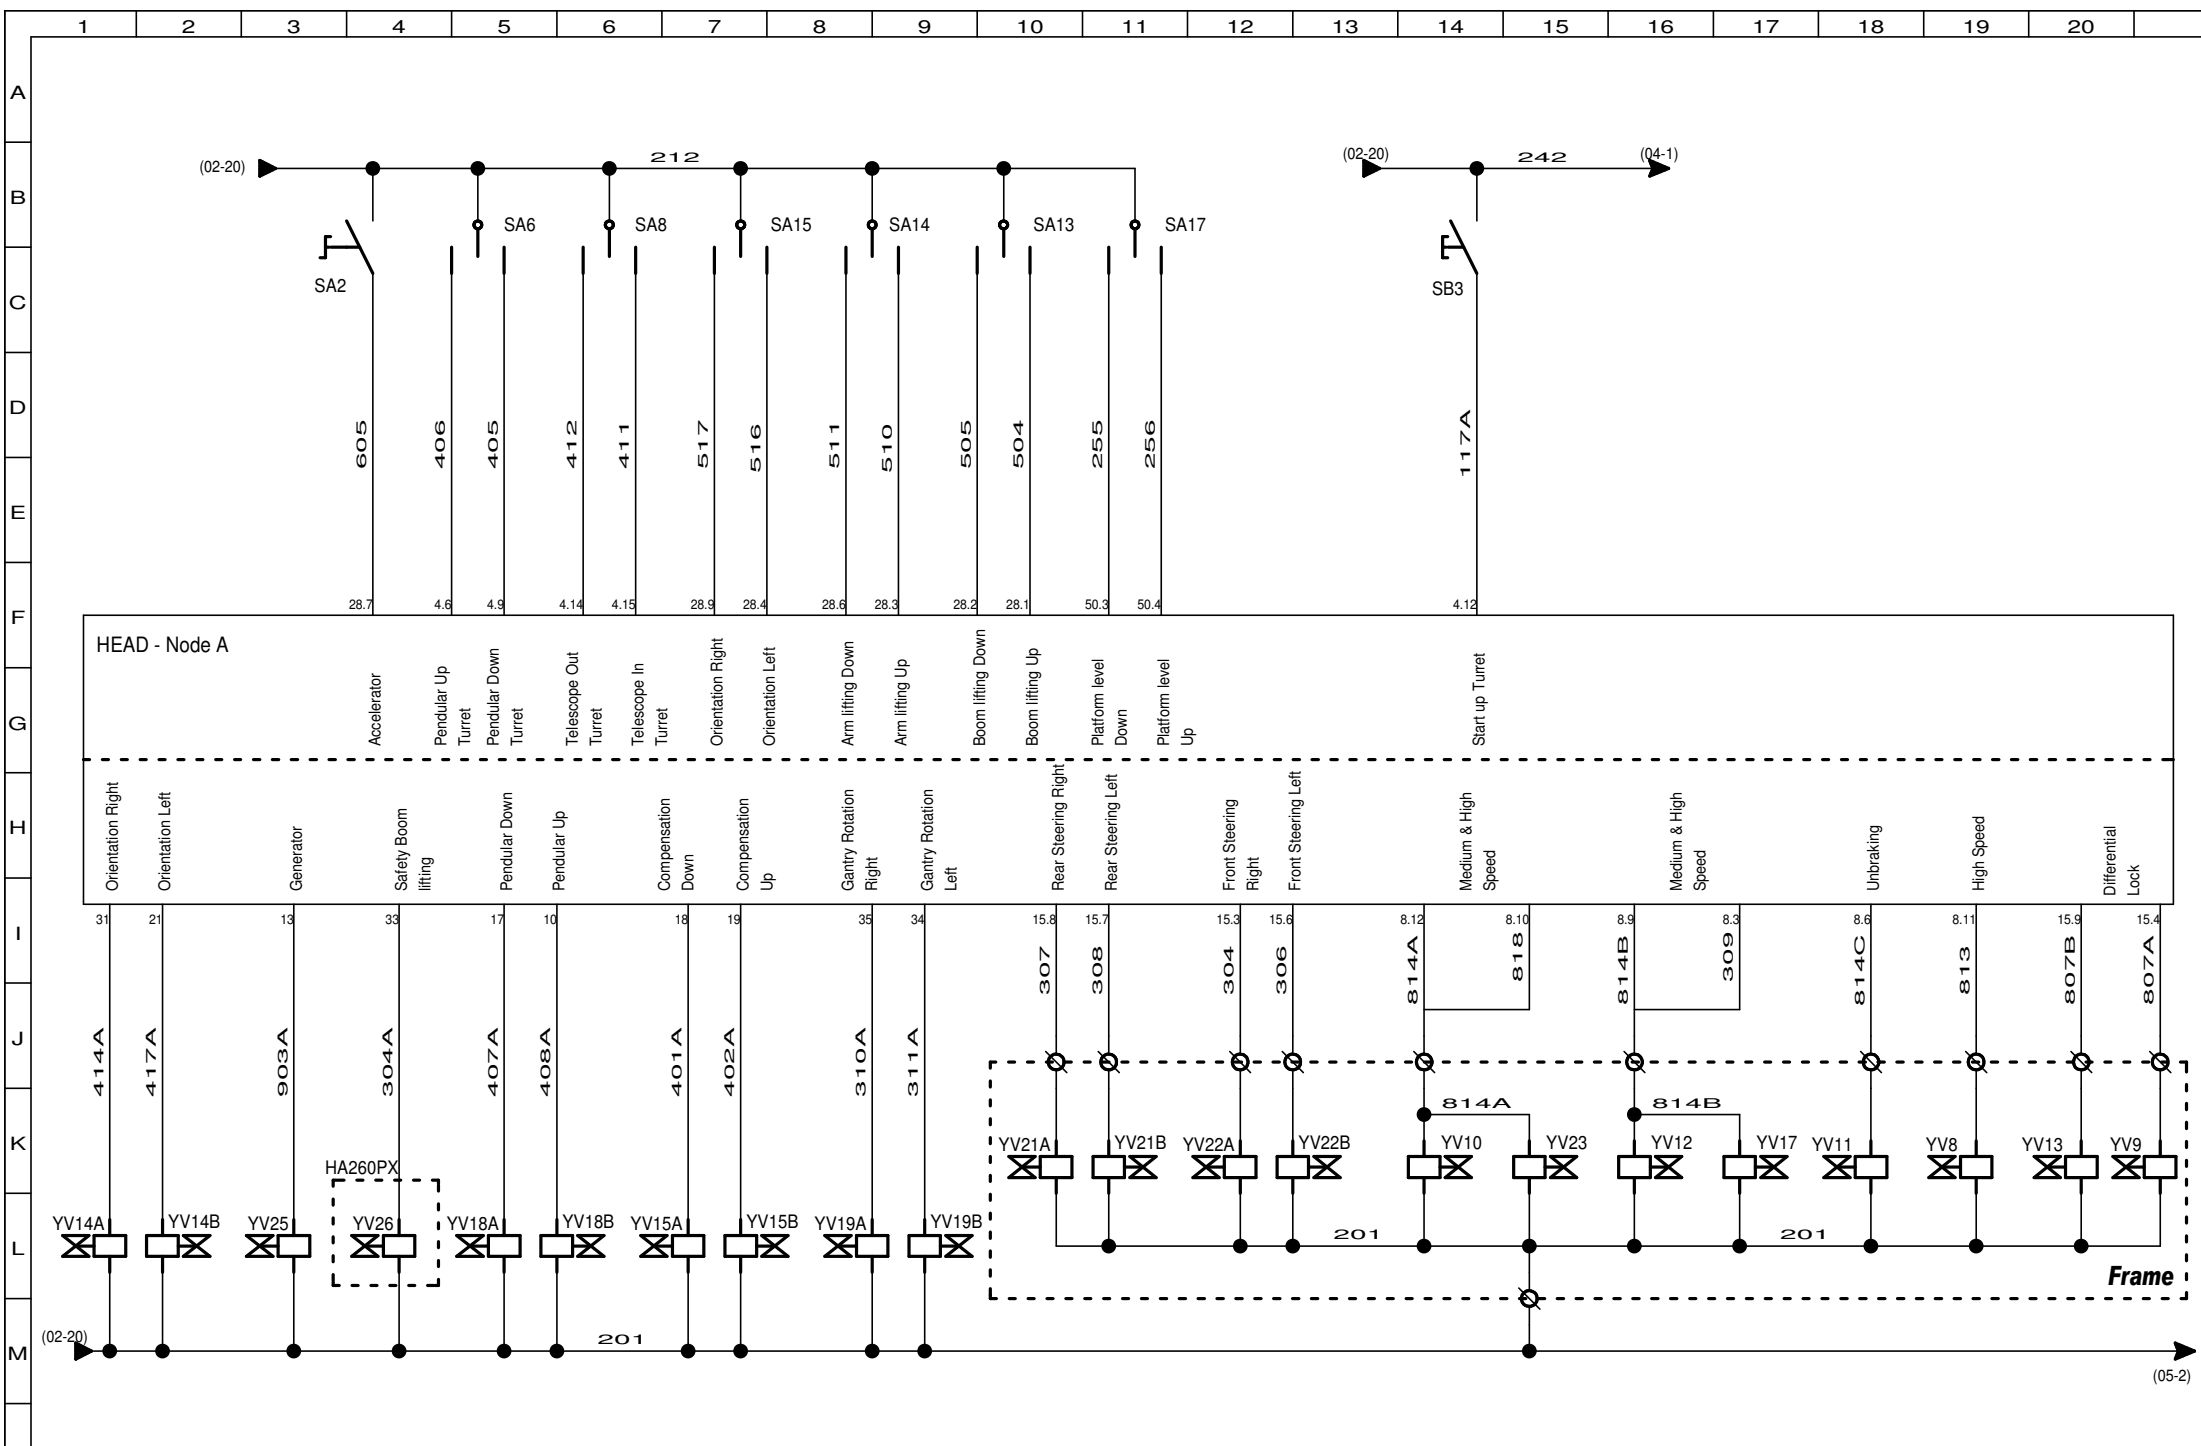 1 2 3 4 5 6 7 8 9 10 11 12 13 14 15 16 17 18 19 20
A
(02-20) 212 (02-20) 242 (04-1)
B
SA6 SA8 SA15 SA14 SA13 SA17
SA2 SB3
C
D
605 406 405 412 411 517 516 511 510 505 504 255 256 117A
E
28.7 4.6 4.9 4.14 4.15 28.9 28.4 28.6 28.3 28.2 28.1 50.3 50.4 4.12
F
HEAD - Node A
Accelerator
Pendular Up
Turret
Pendular Down
Turret
Telescope Out
Turret
Telescope In
Turret
Orientation Right
Orientation Left
Arm lifting Down
Arm lifting Up
Boom lifting Down
Boom lifting Up
Platform level
Down
Platform level
Up
Start up Turret
G
Orientation Right
Orientation Left
Generator
Safety Boom
lifting
Pendular Down
Pendular Up
Compensation
Down
Compensation
Up
Gantry Rotation
Right
Gantry Rotation
Left
Rear Steering Right
Rear Steering Left
Front Steering
Right
Front Steering Left
Medium & High
Speed
Medium & High
Speed
Unbraking
High Speed
Differential
Lock
H
31 21 13 33 17 10 18 19 35 34 15.8 15.7 15.3 15.6 8.12 8.10 8.9 8.3 8.6 8.11 15.9 15.4
I
307 308 304 306 814A 818 814B 309 814C 813 807B 807A
J
414A 417A 903A 304A 407A 408A 401A 402A 310A 311A
814A 814B
K
YV21A YV21B YV22A YV22B YV10 YV23 YV12 YV17 YV11 YV8 YV13 YV9
HA260PX
YV14A YV14B YV25 YV26 YV18A YV18B YV15A YV15B YV19A YV19B
L
201 201
Frame
(02-20) 201
M
(05-2)